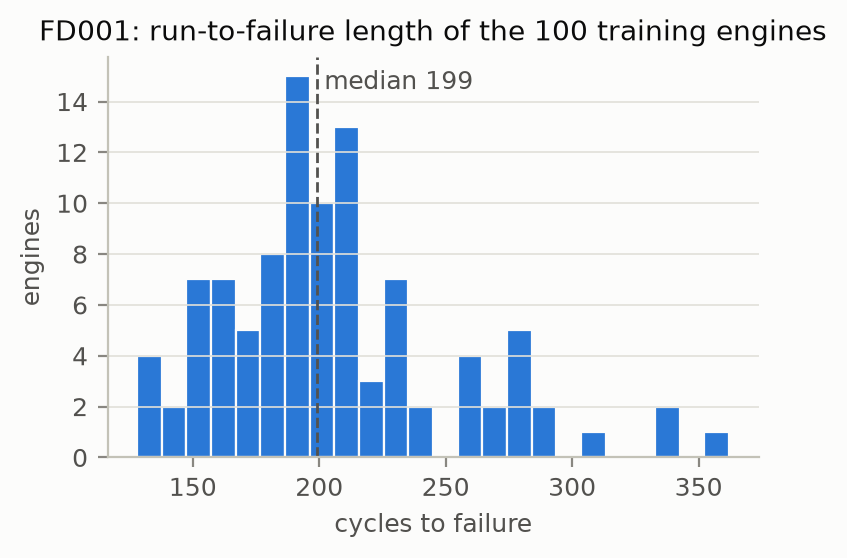 FD001: run-to-failure length of the 100 training engines
median 199
engines
14
12
10
8
6
4
2
0
150 200 250 300 350
cycles to failure